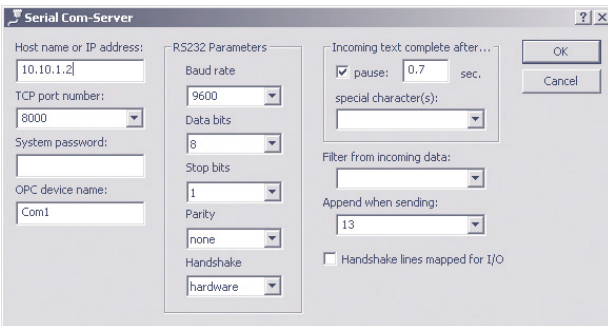 Serial Com-Server
Host name or IP address:
10.10.1.2
TCP port number:
8000
System password:
OPC device name:
Com1
RS232 Parameters
Baud rate
9600
Data bits
8
Stop bits
1
Parity
none
Handshake
hardware
Incoming text complete after...
pause: 0.7 sec.
special character(s):
Filter from incoming data:
Append when sending:
13
Handshake lines mapped for I/O
OK
Cancel